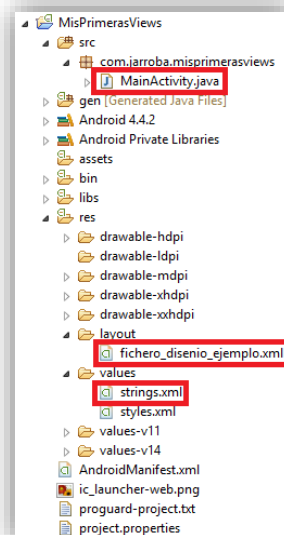 MisPrimerasViews
src
com.jarroba.misprimerasviews
MainActivity.java
gen [Generated Java Files]
Android 4.4.2
Android Private Libraries
assets
bin
libs
res
drawable-hdpi
drawable-ldpi
drawable-mdpi
drawable-xhdpi
drawable-xxhdpi
layout
fichero_disenio_ejemplo.xml
values
strings.xml
styles.xml
values-v11
values-v14
AndroidManifest.xml
ic_launcher-web.png
proguard-project.txt
project.properties